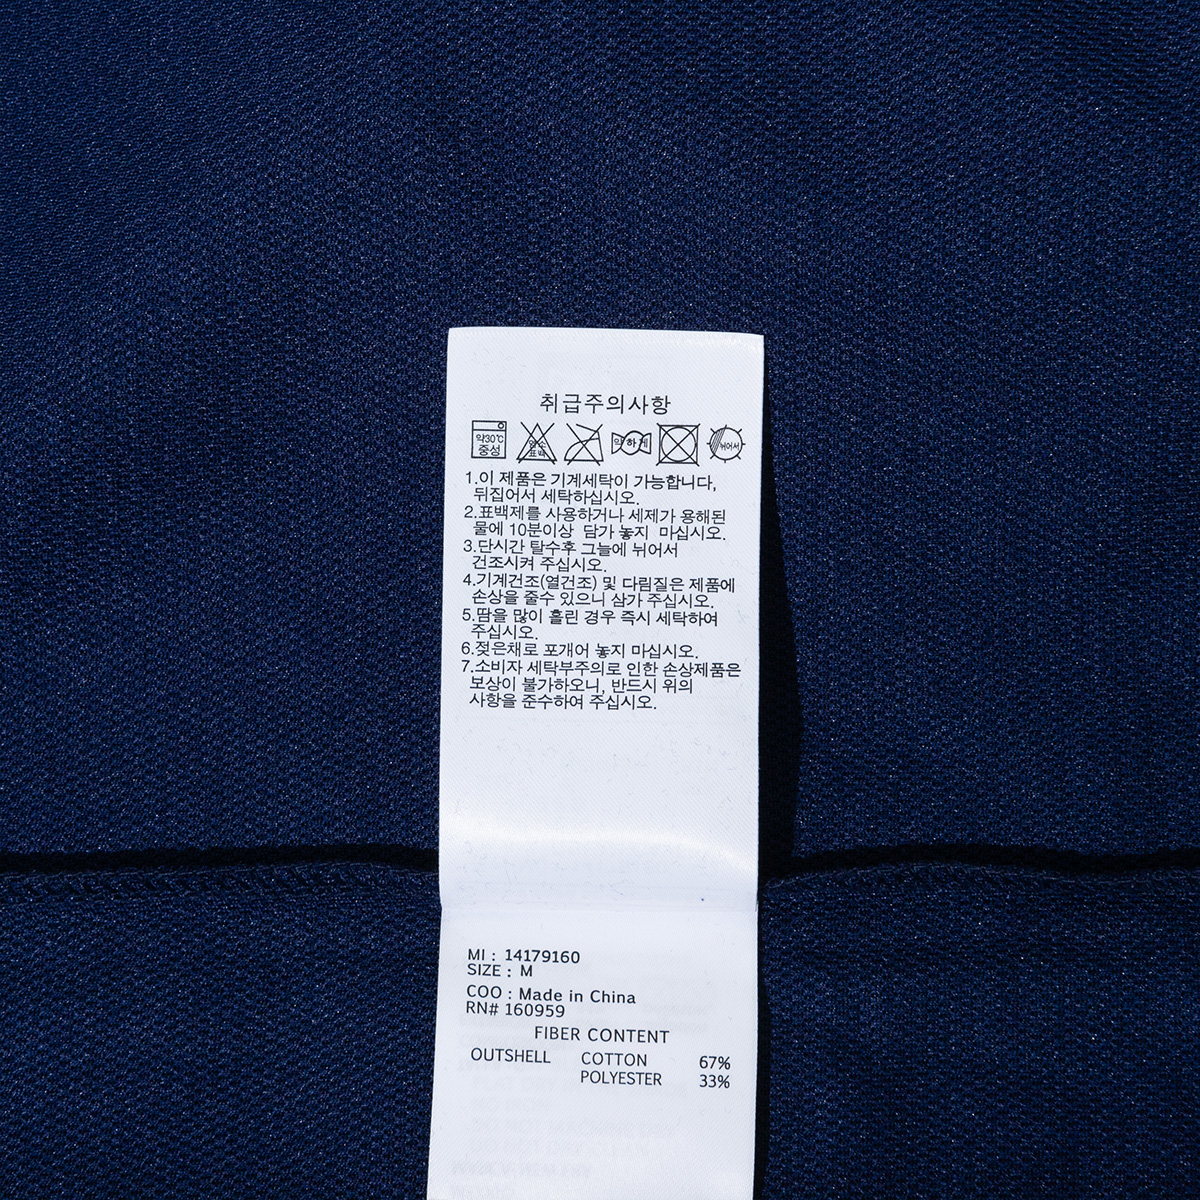 취급주의사항
약30℃ 염소 약하게 뉘어서
중성 표백
1.이 제품은 기계세탁이 가능합니다,
뒤집어서 세탁하십시오.
2.표백제를 사용하거나 세제가 용해된
물에 10분이상 담가 놓지 마십시오.
3.단시간 탈수후 그늘에 뉘어서
건조시켜 주십시오.
4.기계건조(열건조) 및 다림질은 제품에
손상을 줄수 있으니 삼가 주십시오.
5.땀을 많이 흘린 경우 즉시 세탁하여
주십시오.
6.젖은채로 포개어 놓지 마십시오.
7.소비자 세탁부주의로 인한 손상제품은
보상이 불가하오니, 반드시 위의
사항을 준수하여 주십시오.
MI : 14179160
SIZE : M
COO : Made in China
RN# 160959
FIBER CONTENT
OUTSHELL COTTON 67%
POLYESTER 33%